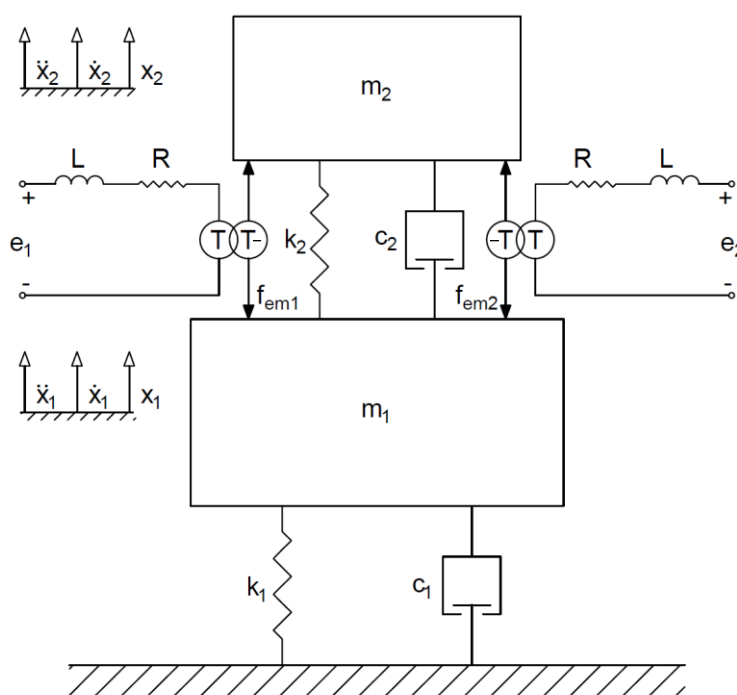 m₂
ẍ₂ ẋ₂ x₂
L R
R L
+
+
e₁
T T-
k₂
c₂
-T T
e₂
-
-
fₑₘ₁
fₑₘ₂
ẍ₁ ẋ₁ x₁
m₁
k₁
c₁